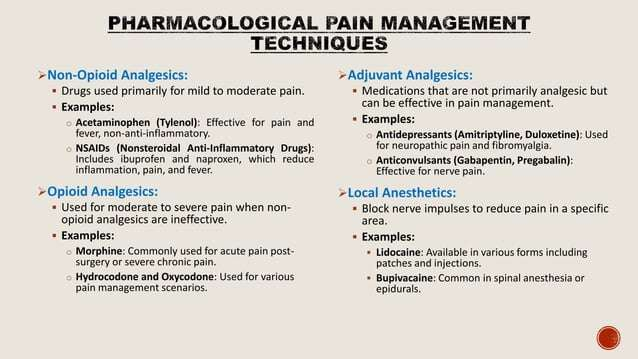 PHARMACOLOGICAL PAIN MANAGEMENT
TECHNIQUES
Non-Opioid Analgesics:
Drugs used primarily for mild to moderate pain.
Examples:
Acetaminophen (Tylenol): Effective for pain and
fever, non-anti-inflammatory.
NSAIDs (Nonsteroidal Anti-Inflammatory Drugs):
Includes ibuprofen and naproxen, which reduce
inflammation, pain, and fever.
Opioid Analgesics:
Used for moderate to severe pain when non-
opioid analgesics are ineffective.
Examples:
Morphine: Commonly used for acute pain post-
surgery or severe chronic pain.
Hydrocodone and Oxycodone: Used for various
pain management scenarios.
Adjuvant Analgesics:
Medications that are not primarily analgesic but
can be effective in pain management.
Examples:
Antidepressants (Amitriptyline, Duloxetine): Used
for neuropathic pain and fibromyalgia.
Anticonvulsants (Gabapentin, Pregabalin):
Effective for nerve pain.
Local Anesthetics:
Block nerve impulses to reduce pain in a specific
area.
Examples:
Lidocaine: Available in various forms including
patches and injections.
Bupivacaine: Common in spinal anesthesia or
epidurals.